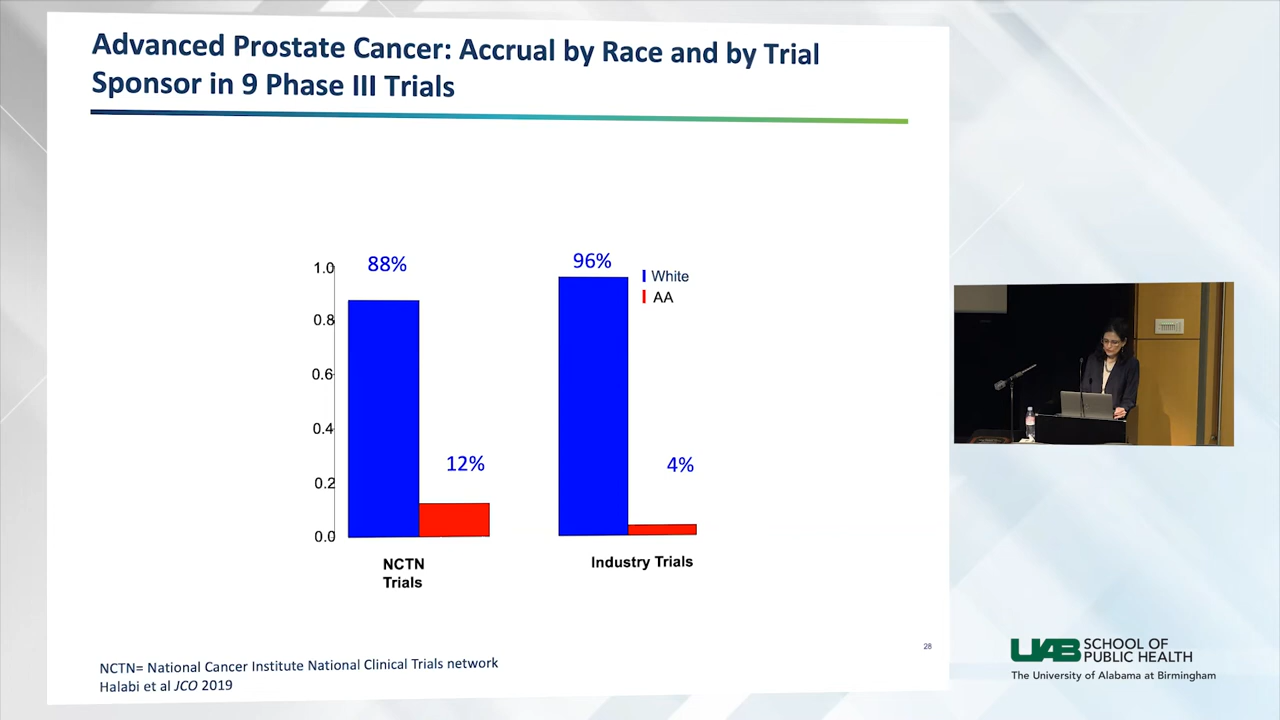 Advanced Prostate Cancer: Accrual by Race and by Trial
Sponsor in 9 Phase III Trials
88%
96%
1.0
White
AA
0.8
0.6
0.4
12%
4%
0.2
0.0
NCTN
Trials
Industry Trials
28
NCTN= National Cancer Institute National Clinical Trials network
Halabi et al JCO 2019
UAB SCHOOL OF
PUBLIC HEALTH
The University of Alabama at Birmingham